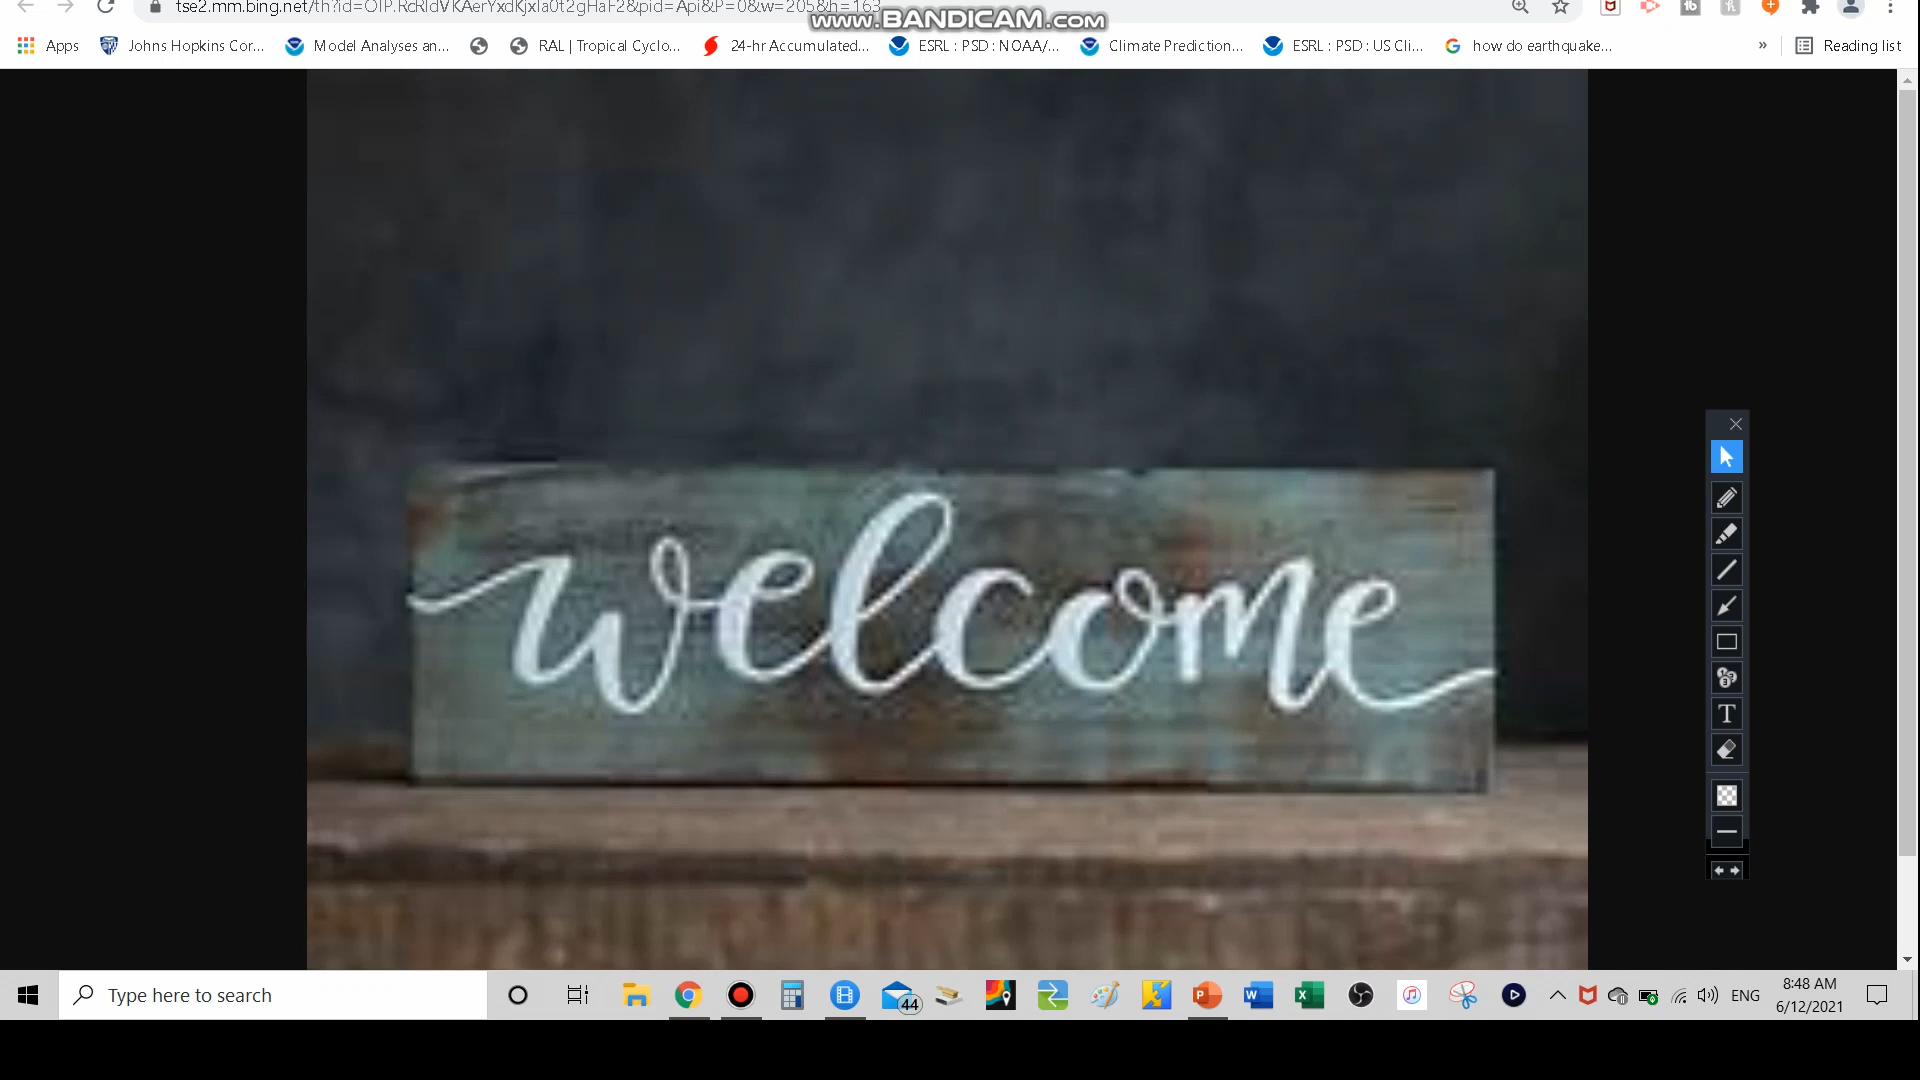 tse2.mm.bing.net/th?id=OIP.RcRIdVKAerYxdKjxIa0t2gHaF2&pid=Api&P=0&w=205&h=163
www.BANDICAM.com
Apps
Johns Hopkins Cor...
Model Analyses an...
RAL | Tropical Cyclo...
24-hr Accumulated...
ESRL : PSD : NOAA/...
Climate Prediction...
ESRL : PSD : US Cli...
how do earthquake...
»
Reading list
welcome
T
Type here to search
44
ENG
8:48 AM
6/12/2021